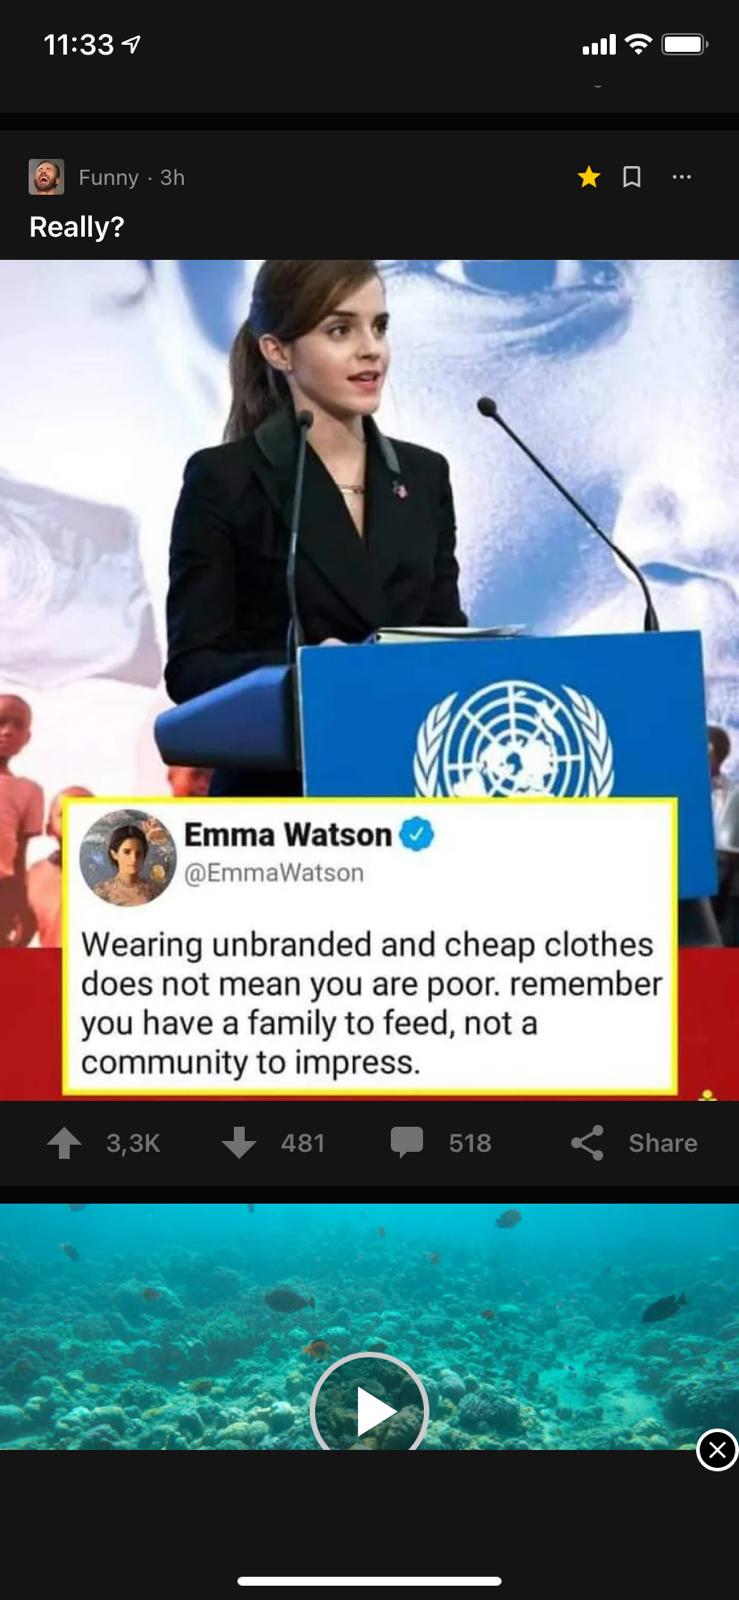 11:33
Funny · 3h
Really?
Emma Watson
@EmmaWatson
Wearing unbranded and cheap clothes
does not mean you are poor. remember
you have a family to feed, not a
community to impress.
3,3K 481 518 Share